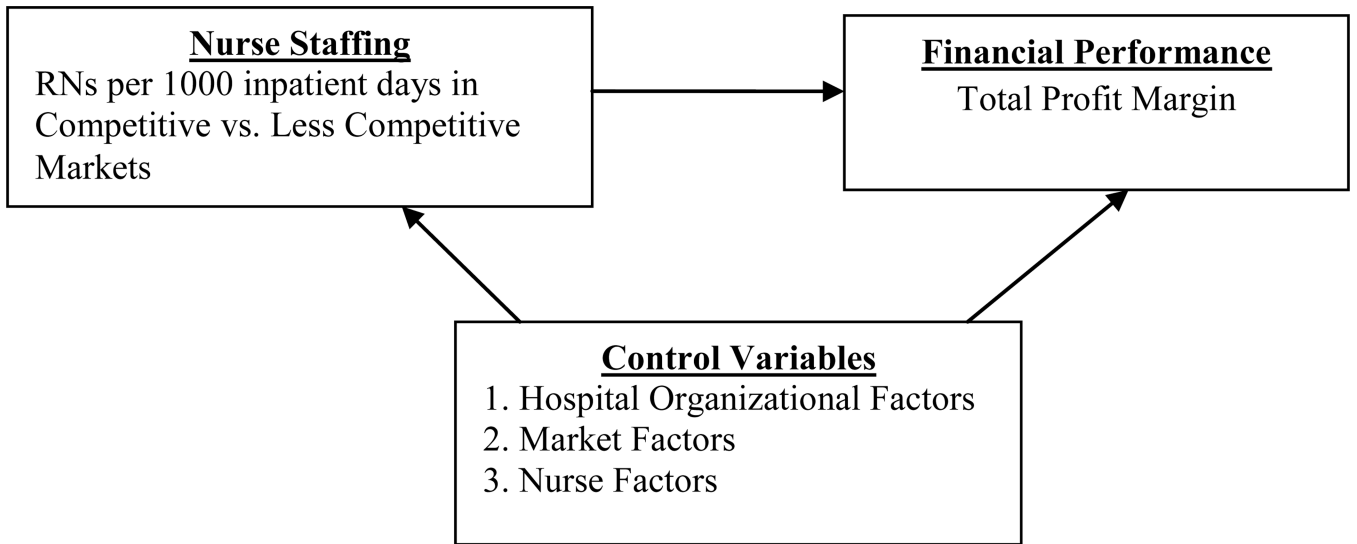 Nurse Staffing
RNs per 1000 inpatient days in
Competitive vs. Less Competitive
Markets
Financial Performance
Total Profit Margin
Control Variables
1. Hospital Organizational Factors
2. Market Factors
3. Nurse Factors